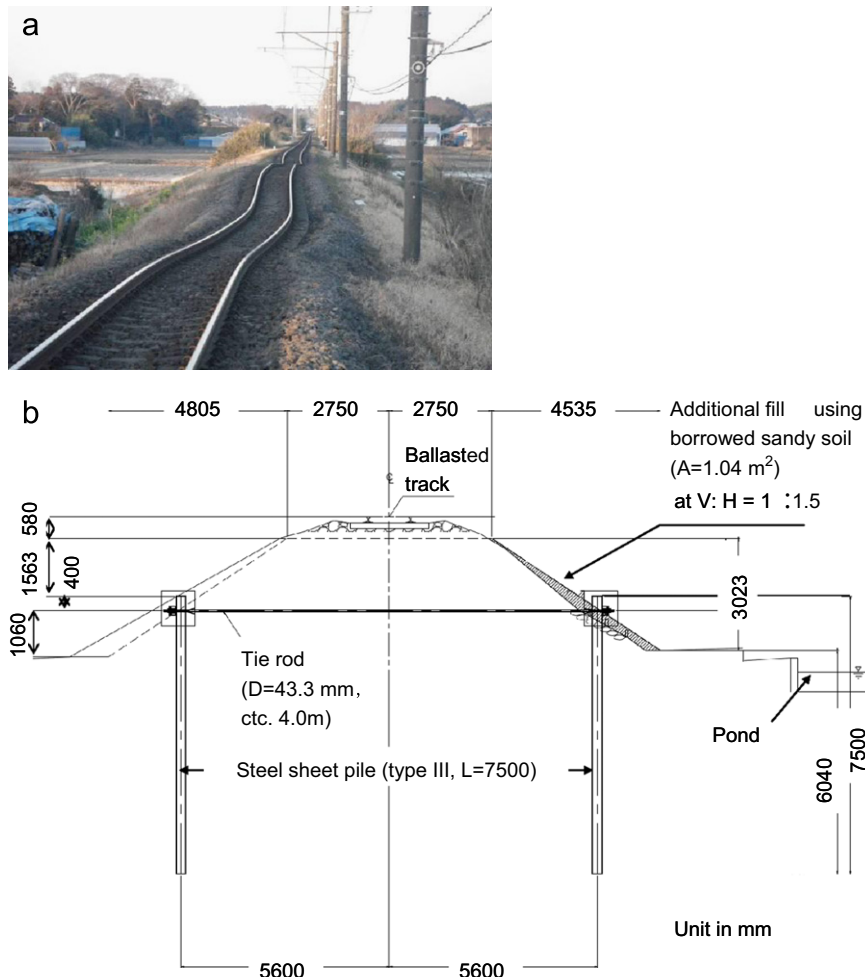 a
b
4805
2750
2750
4535
Additional fill using
borrowed sandy soil
(A=1.04 m²)
at V: H = 1 :1.5
Ballasted
track
℄
580
1563
400
1060
3023
Tie rod
(D=43.3 mm,
ctc. 4.0m)
Pond
Steel sheet pile (type III, L=7500)
6040
7500
Unit in mm
5600
5600